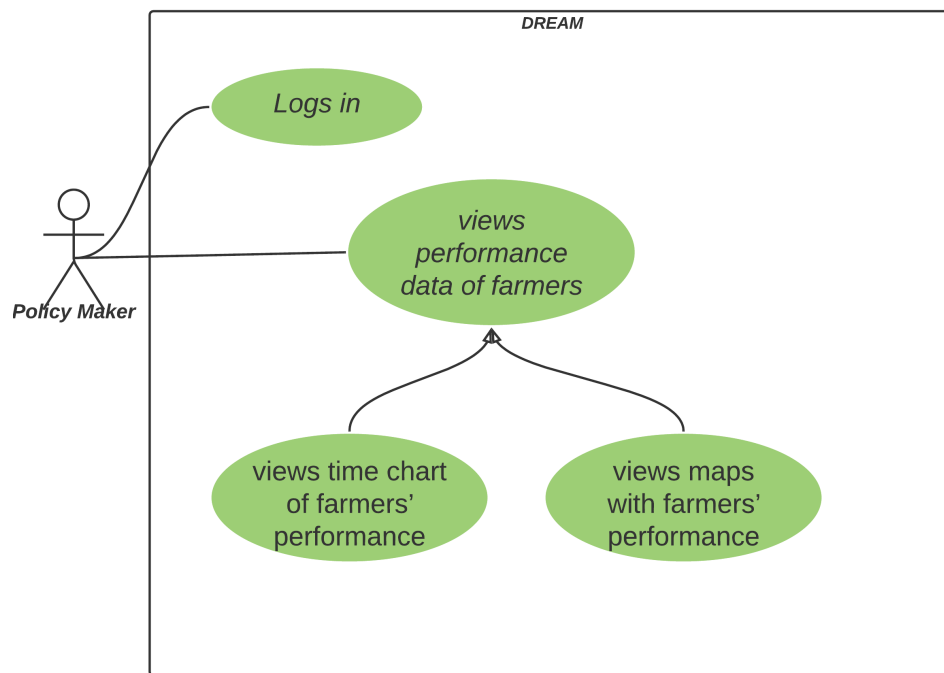 DREAM
Logs in
views
performance
data of farmers
Policy Maker
views time chart
of farmers’
performance
views maps
with farmers’
performance